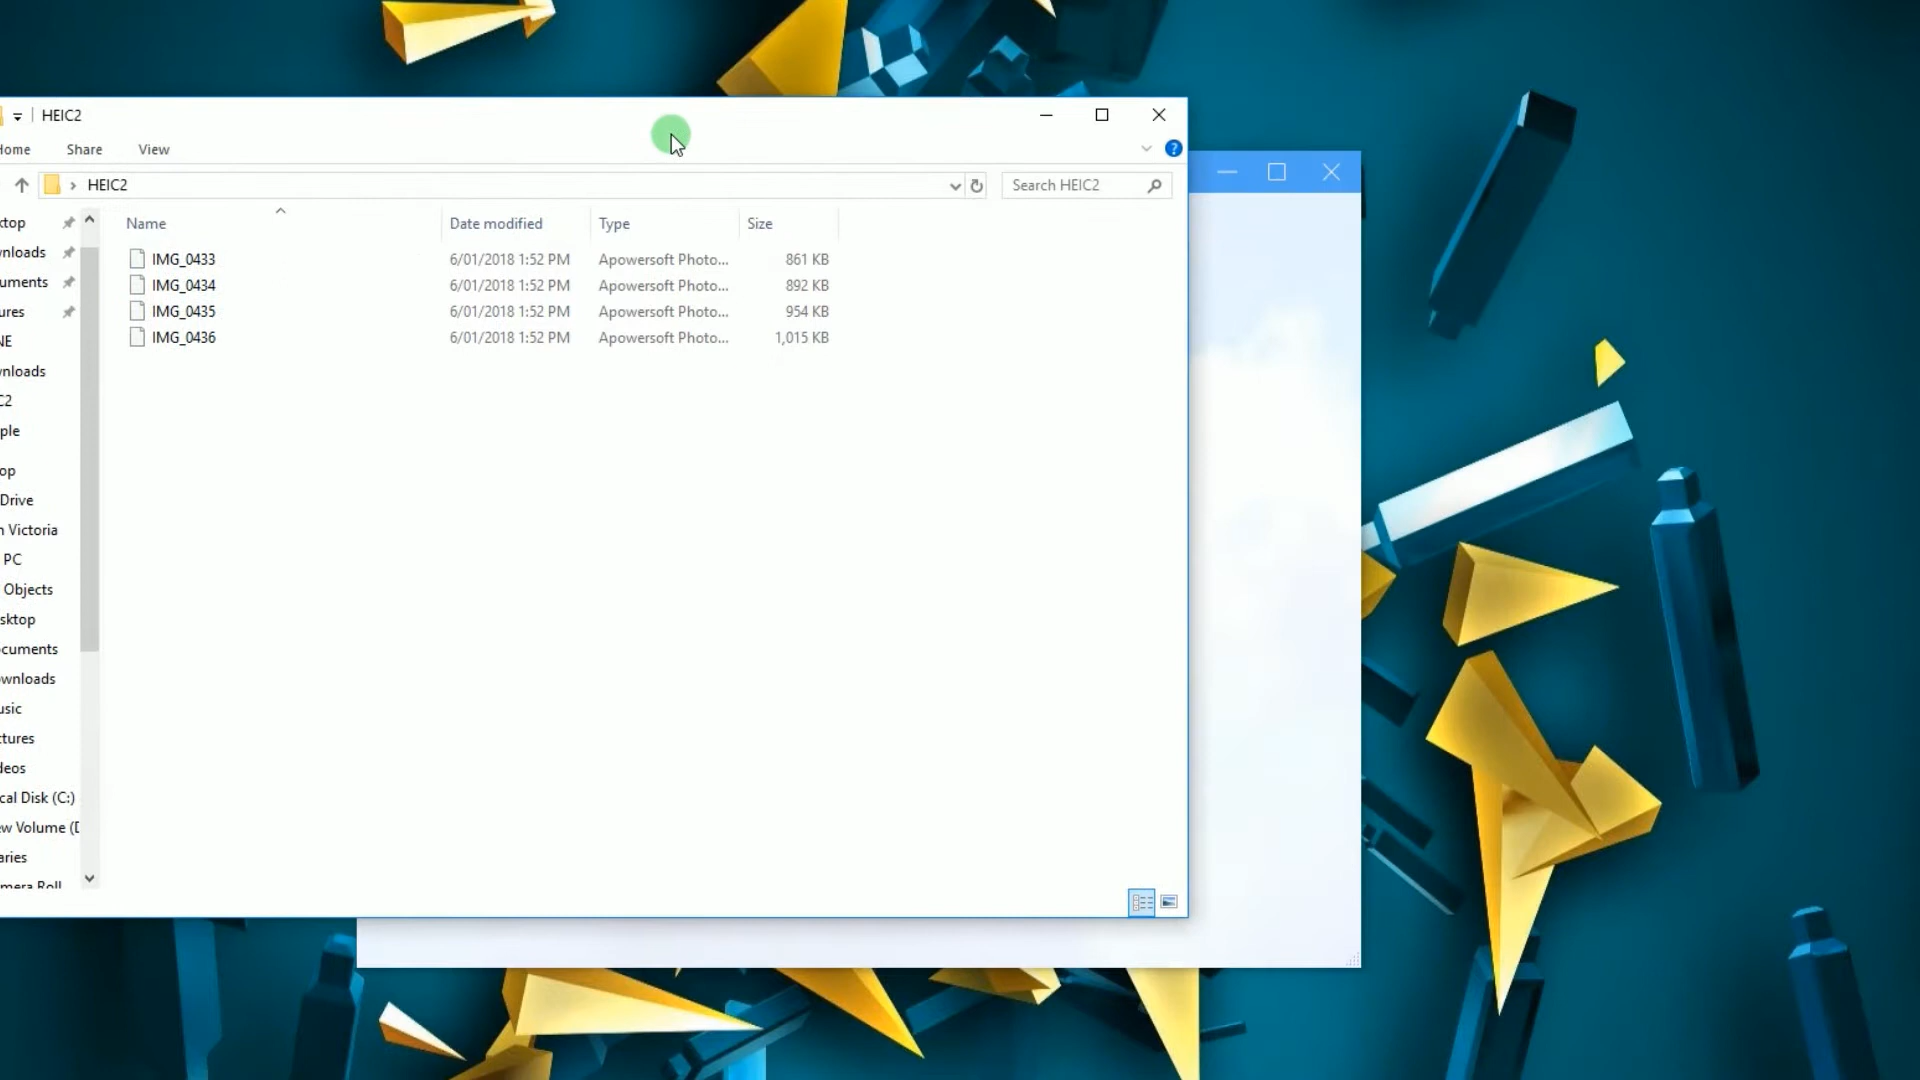 HEIC2
Home Share View
HEIC2
Search HEIC2
Name Date modified Type Size
IMG_0433 6/01/2018 1:52 PM Apowersoft Photo... 861 KB
IMG_0434 6/01/2018 1:52 PM Apowersoft Photo... 892 KB
IMG_0435 6/01/2018 1:52 PM Apowersoft Photo... 954 KB
IMG_0436 6/01/2018 1:52 PM Apowersoft Photo... 1,015 KB
ktop
wnloads
uments
ures
NE
wnloads
C2
ple
op
Drive
n Victoria
PC
Objects
sktop
cuments
wnloads
usic
ctures
deos
cal Disk (C:)
ew Volume (D
aries
mera Roll